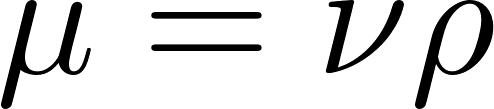 μ = νρ